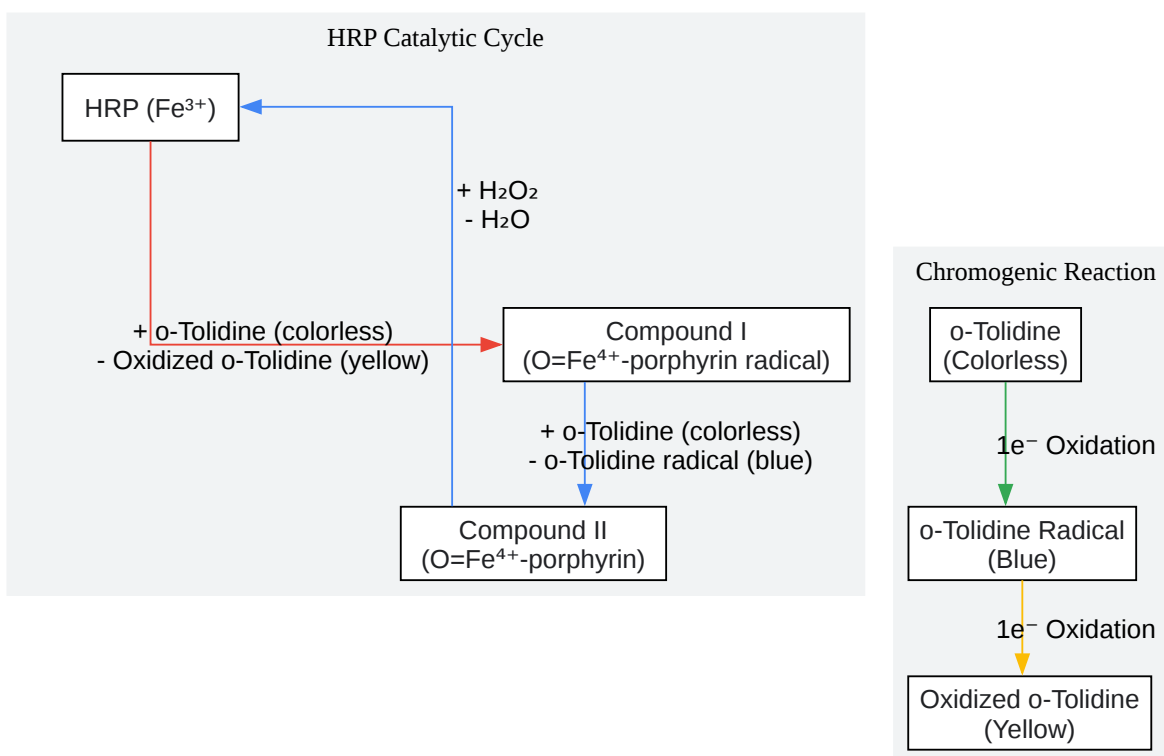 HRP Catalytic Cycle
HRP (Fe³⁺)
+ H₂O₂
- H₂O
+ o-Tolidine (colorless)
- Oxidized o-Tolidine (yellow)
Compound I
(O=Fe⁴⁺-porphyrin radical)
+ o-Tolidine (colorless)
- o-Tolidine radical (blue)
Compound II
(O=Fe⁴⁺-porphyrin)
Chromogenic Reaction
o-Tolidine
(Colorless)
1e⁻ Oxidation
o-Tolidine Radical
(Blue)
1e⁻ Oxidation
Oxidized o-Tolidine
(Yellow)